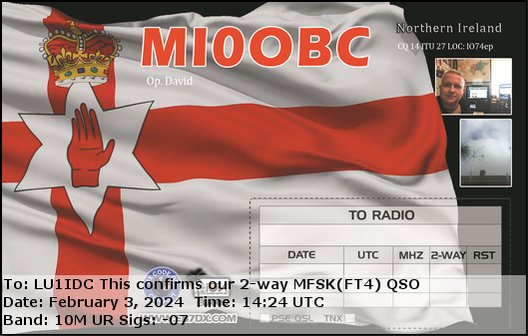 MI0OBC
Northern Ireland
CQ 14 ITU 27 LOC: IO74ep
Op. David
TO RADIO
DATE UTC MHZ 2-WAY RST
CODE
To: LU1IDC This confirms our 2-way MFSK(FT4) QSO
Date: February 3, 2024 Time: 14:24 UTC
Band: 10M UR Sigs: -07
PSE QSL TNX